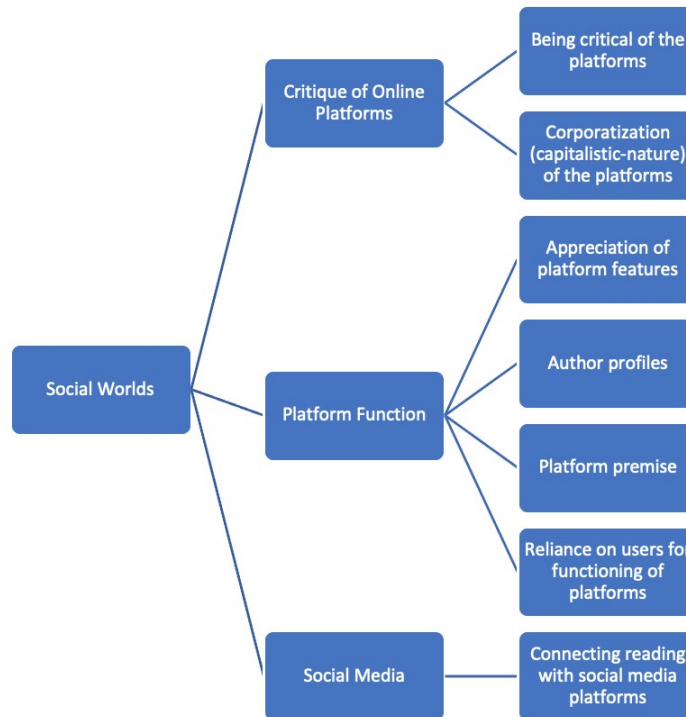 Being critical of the
platforms
Critique of Online
Platforms
Corporatization
(capitalistic-nature)
of the platforms
Appreciation of
platform features
Author profiles
Social Worlds
Platform Function
Platform premise
Reliance on users for
functioning of
platforms
Social Media
Connecting reading
with social media
platforms